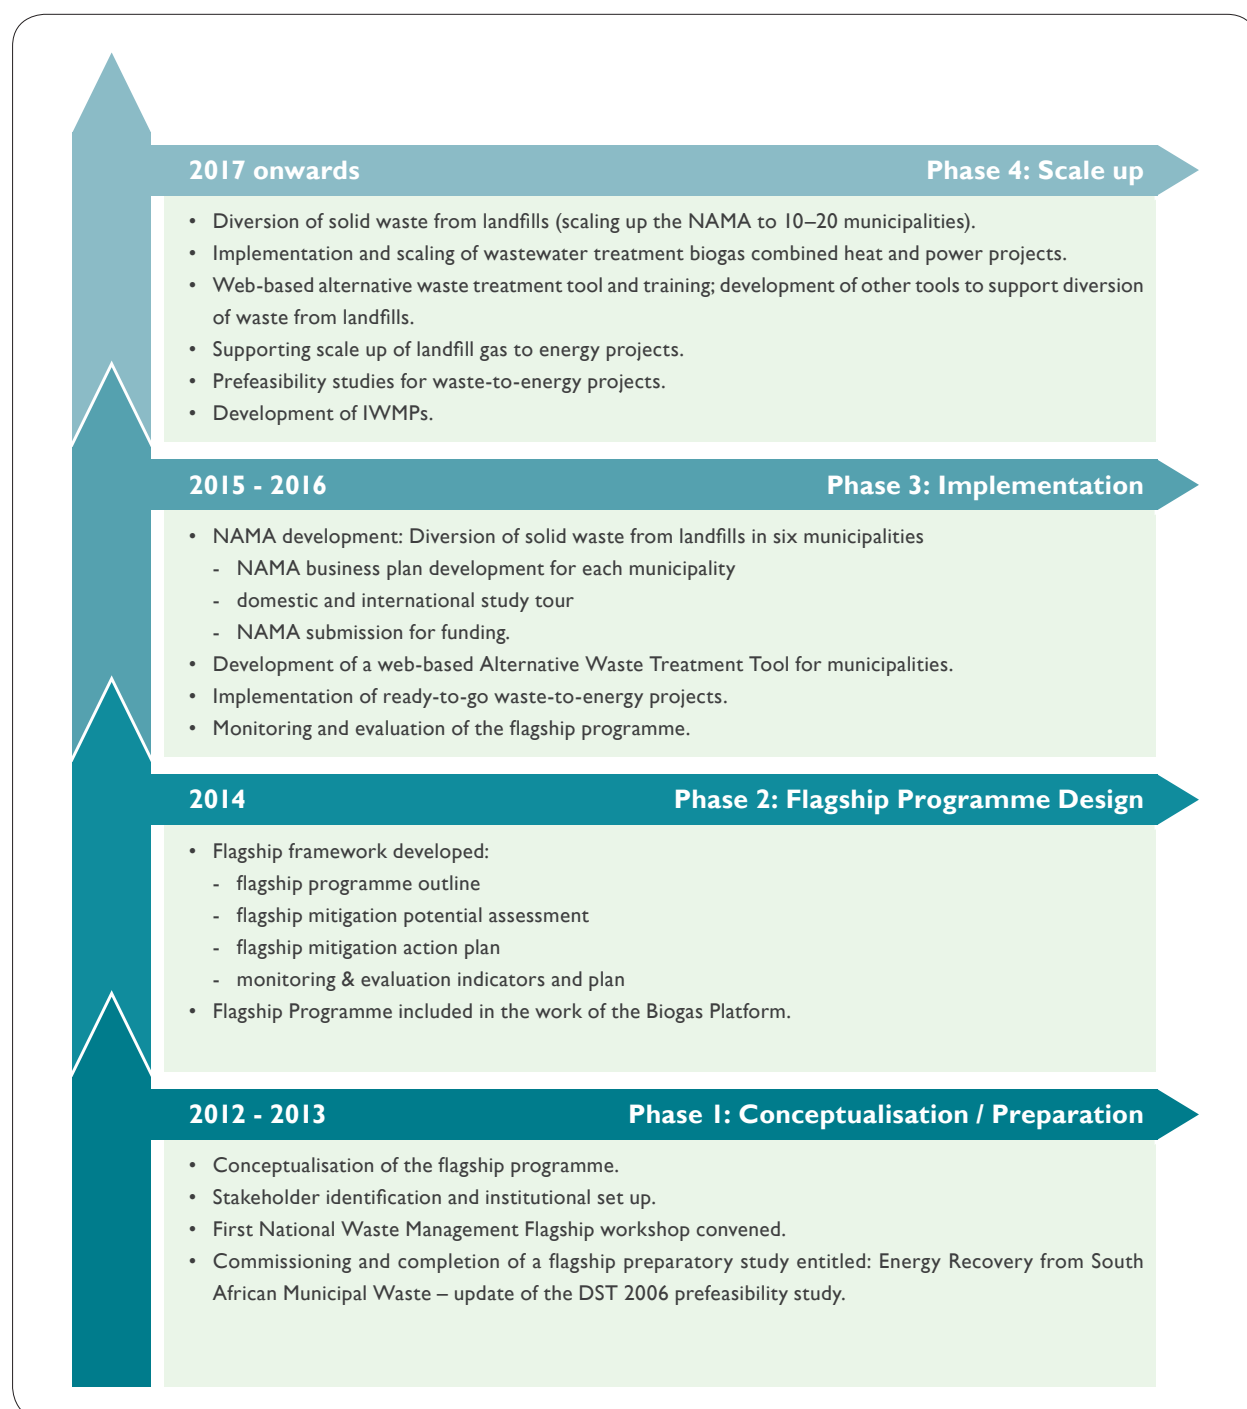 2017 onwards Phase 4: Scale up
• Diversion of solid waste from landfills (scaling up the NAMA to 10–20 municipalities).
• Implementation and scaling of wastewater treatment biogas combined heat and power projects.
• Web-based alternative waste treatment tool and training; development of other tools to support diversion
of waste from landfills.
• Supporting scale up of landfill gas to energy projects.
• Prefeasibility studies for waste-to-energy projects.
• Development of IWMPs.
2015 - 2016 Phase 3: Implementation
• NAMA development: Diversion of solid waste from landfills in six municipalities
- NAMA business plan development for each municipality
- domestic and international study tour
- NAMA submission for funding.
• Development of a web-based Alternative Waste Treatment Tool for municipalities.
• Implementation of ready-to-go waste-to-energy projects.
• Monitoring and evaluation of the flagship programme.
2014 Phase 2: Flagship Programme Design
• Flagship framework developed:
- flagship programme outline
- flagship mitigation potential assessment
- flagship mitigation action plan
- monitoring & evaluation indicators and plan
• Flagship Programme included in the work of the Biogas Platform.
2012 - 2013 Phase 1: Conceptualisation / Preparation
• Conceptualisation of the flagship programme.
• Stakeholder identification and institutional set up.
• First National Waste Management Flagship workshop convened.
• Commissioning and completion of a flagship preparatory study entitled: Energy Recovery from South
African Municipal Waste – update of the DST 2006 prefeasibility study.